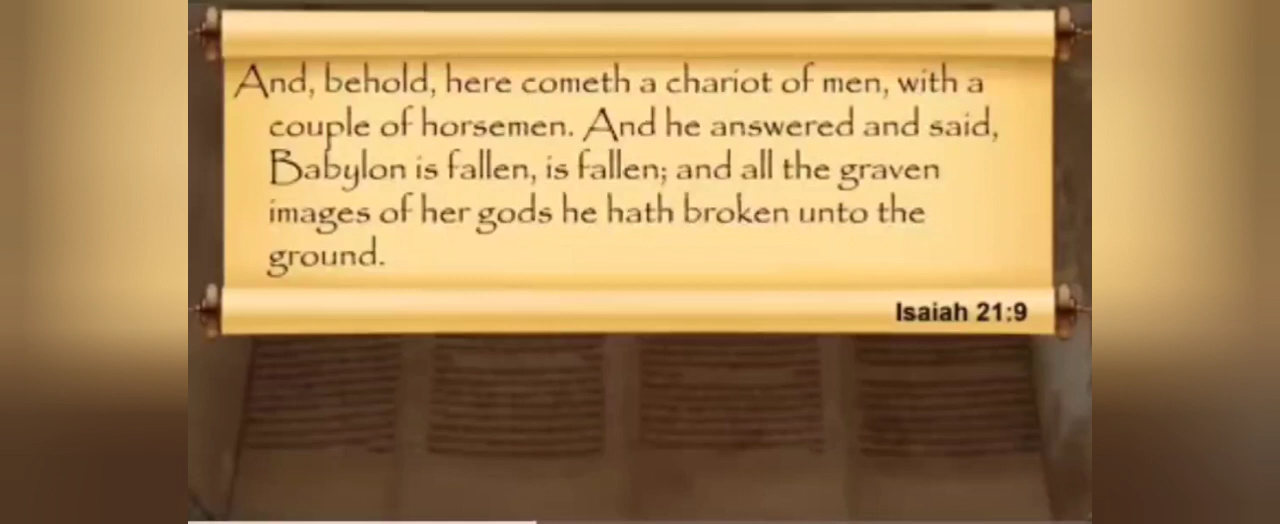 And, behold, here cometh a chariot of men, with a
couple of horsemen. And he answered and said,
Babylon is fallen, is fallen; and all the graven
images of her gods he hath broken unto the
ground.
Isaiah 21:9